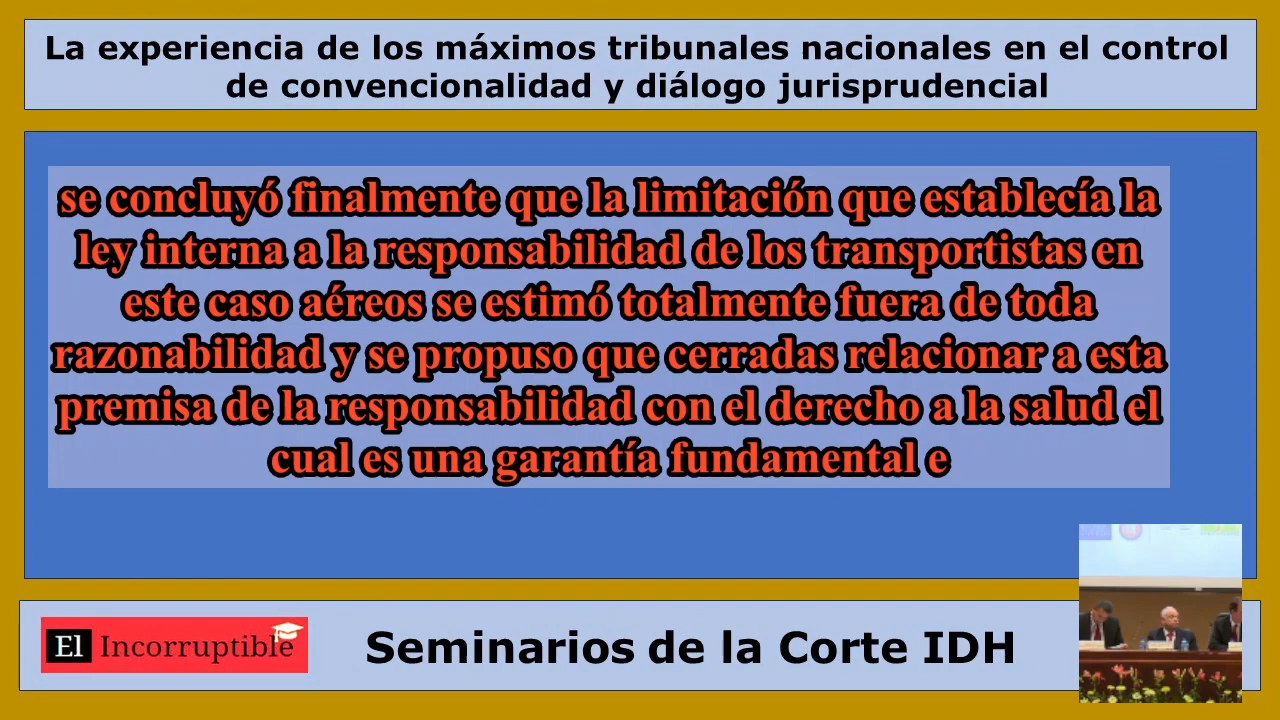 La experiencia de los máximos tribunales nacionales en el control
de convencionalidad y diálogo jurisprudencial
se concluyó finalmente que la limitación que establecía la
ley interna a la responsabilidad de los transportistas en
este caso aéreos se estimó totalmente fuera de toda
razonabilidad y se propuso que cerradas relacionar a esta
premisa de la responsabilidad con el derecho a la salud el
cual es una garantía fundamental e
El Incorruptible
Seminarios de la Corte IDH